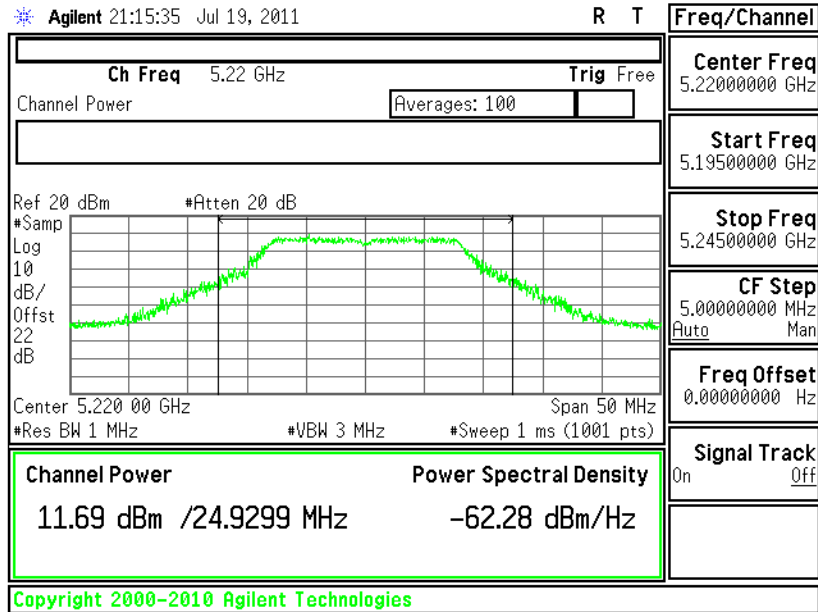 Agilent 21:15:35 Jul 19, 2011 R T
Freq/Channel
Ch Freq 5.22 GHz Trig Free
Channel Power Averages: 100
Ref 20 dBm #Atten 20 dB
#Samp
Log
10
dB/
Offst
22
dB
Center 5.220 00 GHz Span 50 MHz
#Res BW 1 MHz #VBW 3 MHz #Sweep 1 ms (1001 pts)
Channel Power Power Spectral Density
11.69 dBm /24.9299 MHz -62.28 dBm/Hz
Center Freq
5.22000000 GHz
Start Freq
5.19500000 GHz
Stop Freq
5.24500000 GHz
CF Step
5.00000000 MHz
Auto Man
Freq Offset
0.00000000 Hz
Signal Track
On Off
Copyright 2000-2010 Agilent Technologies